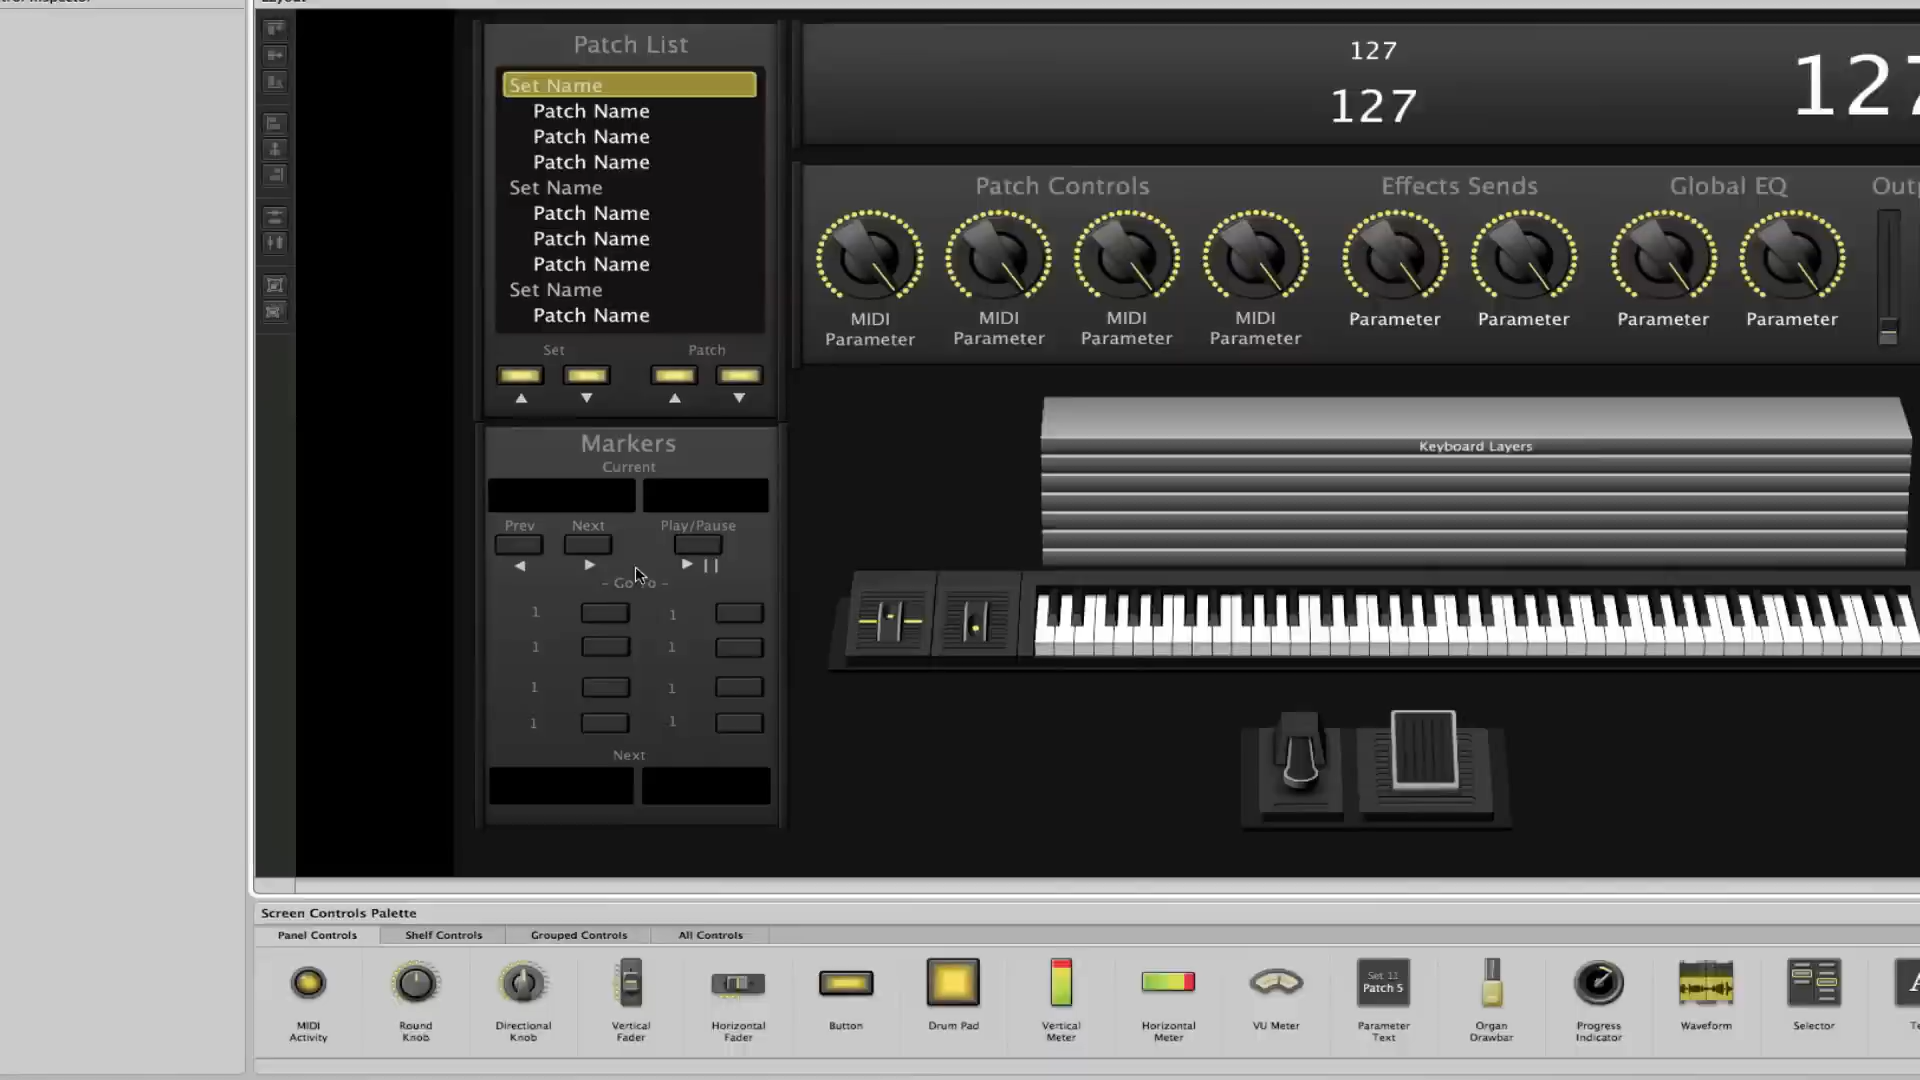 Patch List
Set Name
Patch Name
Patch Name
Patch Name
Set Name
Patch Name
Patch Name
Patch Name
Set Name
Patch Name
Set Patch
Markers
Current
Prev Next Play/Pause
1 1
1 1
1 1
1 1
Next
127
127
127
Patch Controls Effects Sends Global EQ
MIDI Parameter
MIDI Parameter
MIDI Parameter
MIDI Parameter
Parameter
Parameter
Parameter
Parameter
Keyboard Layers
Screen Controls Palette
Panel Controls Shelf Controls Grouped Controls All Controls
Set 11
Patch 5
MIDI Activity
Round Knob
Directional Knob
Vertical Fader
Horizontal Fader
Button
Drum Pad
Vertical Meter
Horizontal Meter
VU Meter
Parameter Text
Organ Drawbar
Progress Indicator
Waveform
Selector